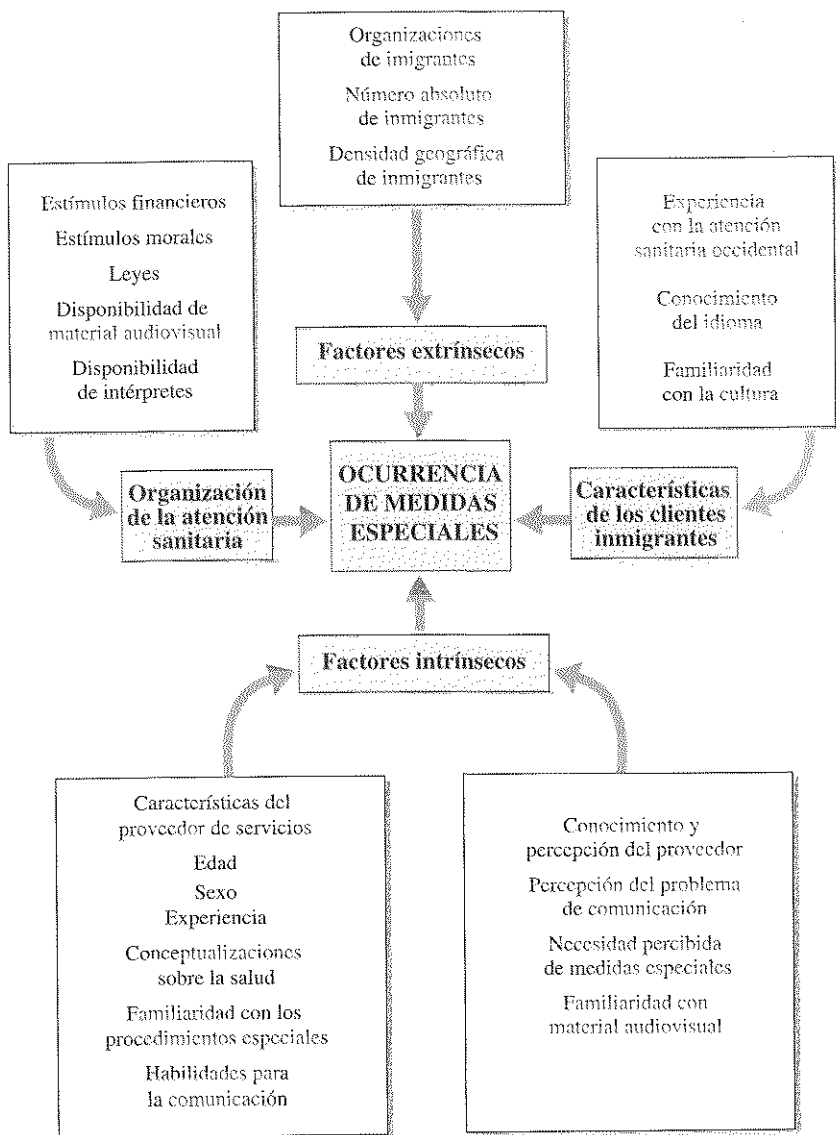 Organizaciones
de imigrantes
Número absoluto
de inmigrantes
Densidad geográfica
de inmigrantes
Estímulos financieros
Estímulos morales
Leyes
Disponibilidad de
material audiovisual
Disponibilidad
de intérpretes
Experiencia
con la atención
sanitaria occidental
Conocimiento
del idioma
Familiaridad
con la cultura
Factores extrínsecos
Organización
de la atención
sanitaria
OCURRENCIA
DE MEDIDAS
ESPECIALES
Características
de los clientes
inmigrantes
Factores intrínsecos
Características del
proveedor de servicios
Edad
Sexo
Experiencia
Conceptualizaciones
sobre la salud
Familiaridad con los
procedimientos especiales
Habilidades para
la comunicación
Conocimiento y
percepción del proveedor
Percepción del problema
de comunicación
Necesidad percibida
de medidas especiales
Familiaridad con
material audiovisual